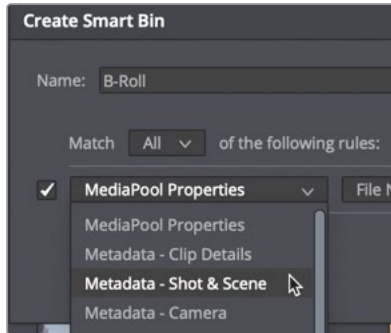 Create Smart Bin
Name: B-Roll
Match All of the following rules:
MediaPool Properties File
MediaPool Properties
Metadata - Clip Details
Metadata - Shot & Scene
Metadata - Camera